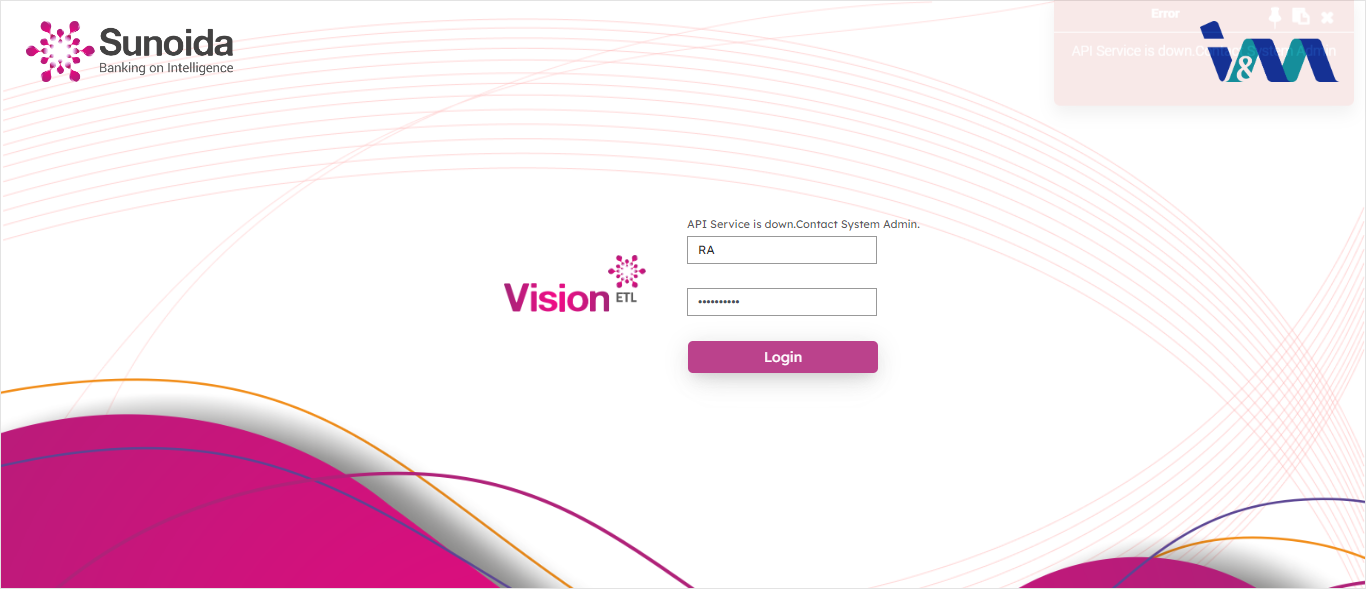 Sunoida
Banking on Intelligence
Error
API Service is down.Contact System Admin
I&M
API Service is down.Contact System Admin.
RA
••••••••••
Vision
ETL
Login